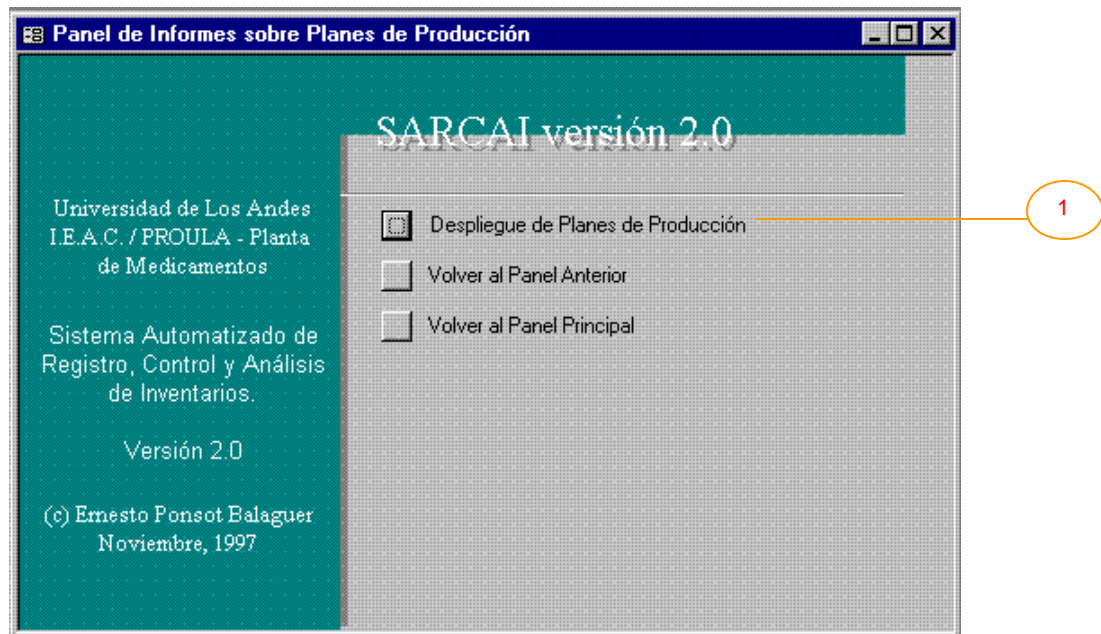 Panel de Informes sobre Planes de Producción
SARCAI versión 2.0
Universidad de Los Andes
I.E.A.C. / PROULA - Planta
de Medicamentos
Sistema Automatizado de
Registro, Control y Análisis
de Inventarios.
Versión 2.0
(c) Ernesto Ponsot Balaguer
Noviembre, 1997
Despliegue de Planes de Producción
1
Volver al Panel Anterior
Volver al Panel Principal